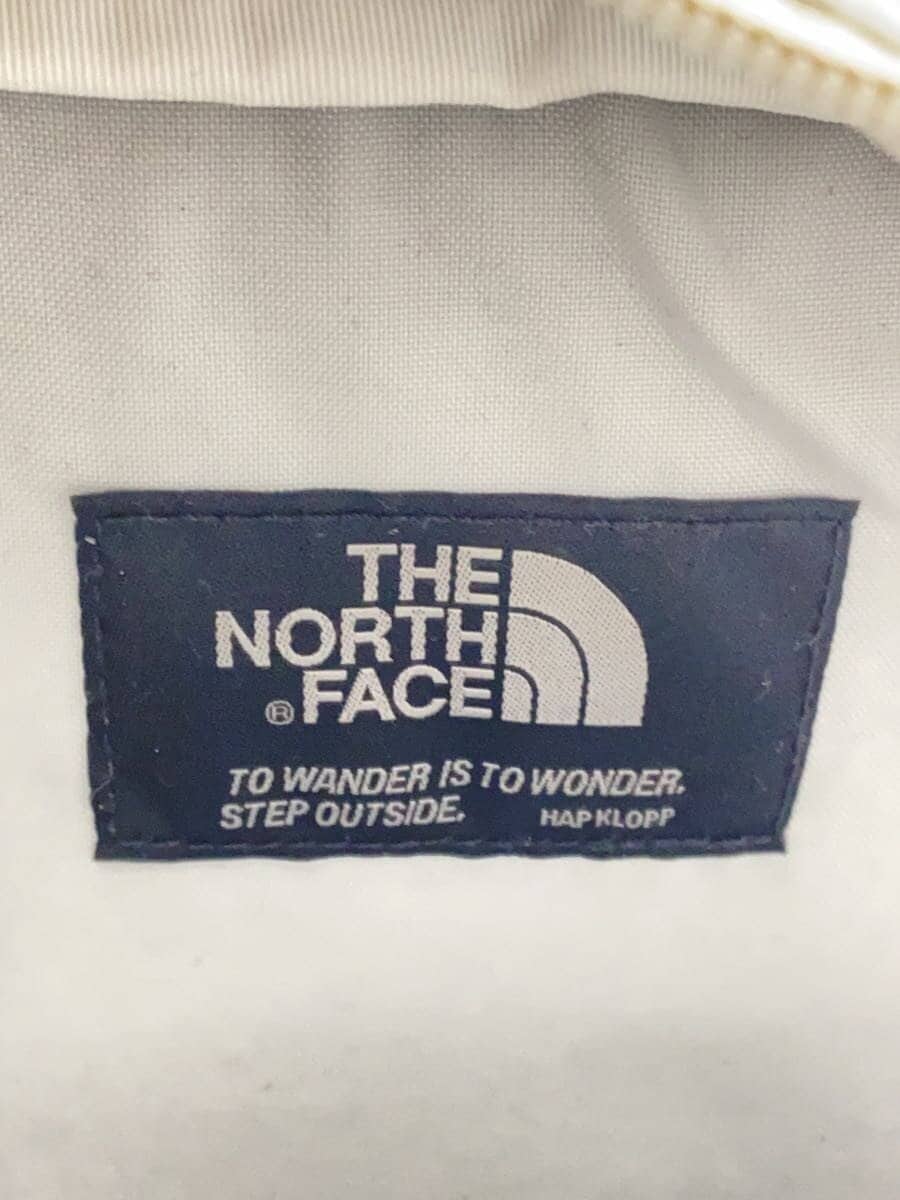 THE
NORTH
® FACE
TO WANDER IS TO WONDER.
STEP OUTSIDE. HAP KLOPP